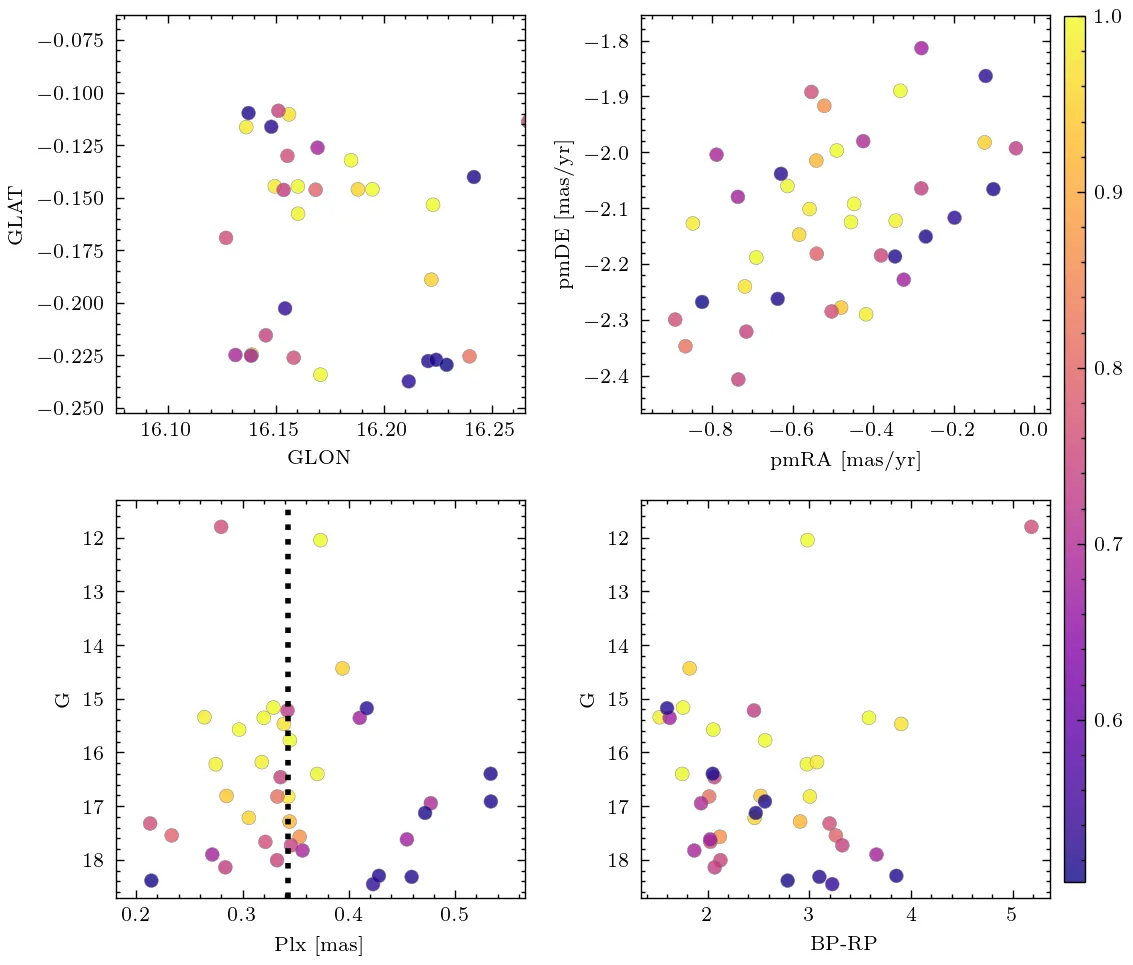 −0.075
−0.100
−0.125
−0.150
−0.175
−0.200
−0.225
−0.250
GLAT
16.10 16.15 16.20 16.25
GLON
−1.8
−1.9
−2.0
−2.1
−2.2
−2.3
−2.4
pmDE [mas/yr]
−0.8 −0.6 −0.4 −0.2 0.0
pmRA [mas/yr]
12
13
14
15
16
17
18
G
0.2 0.3 0.4 0.5
Plx [mas]
12
13
14
15
16
17
18
G
2 3 4 5
BP-RP
1.0
0.9
0.8
0.7
0.6